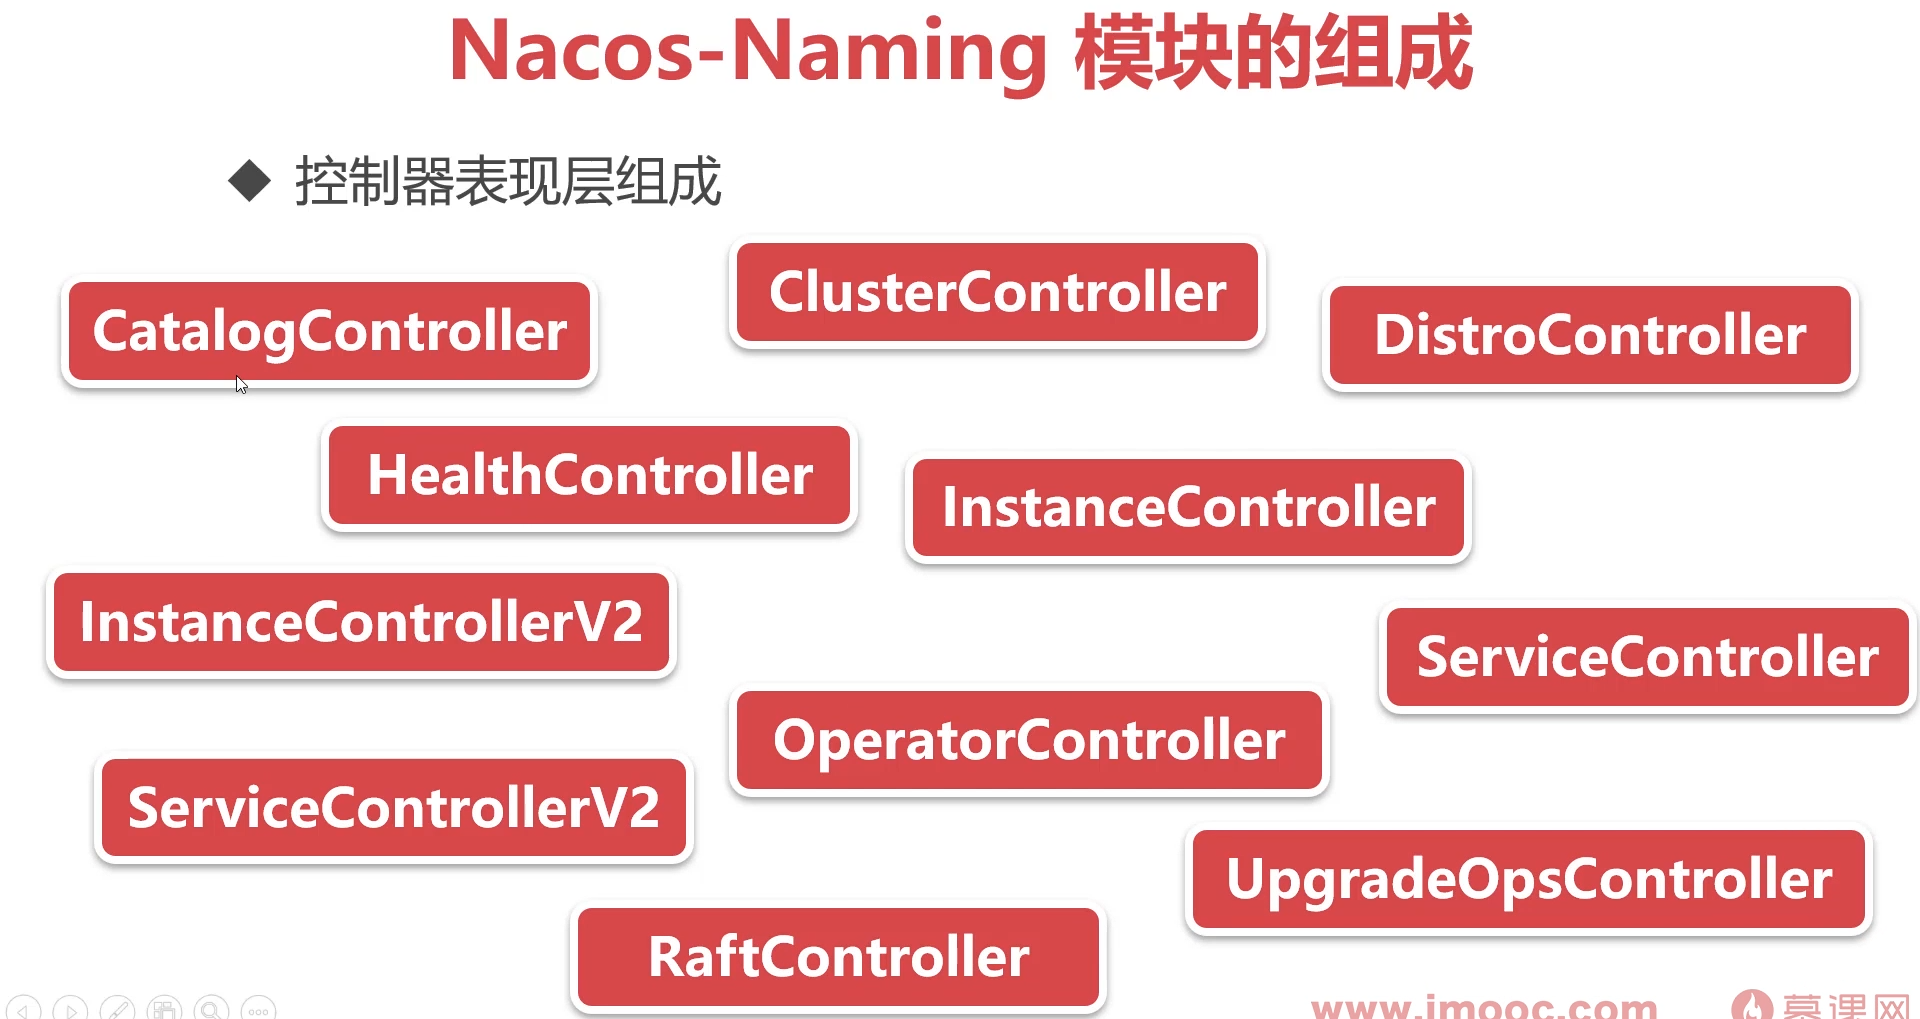 Nacos-Naming 模块的组成
控制器表现层组成
CatalogController
ClusterController
DistroController
HealthController
InstanceController
InstanceControllerV2
ServiceController
OperatorController
ServiceControllerV2
UpgradeOpsController
RaftController
www.imooc.com
慕课网